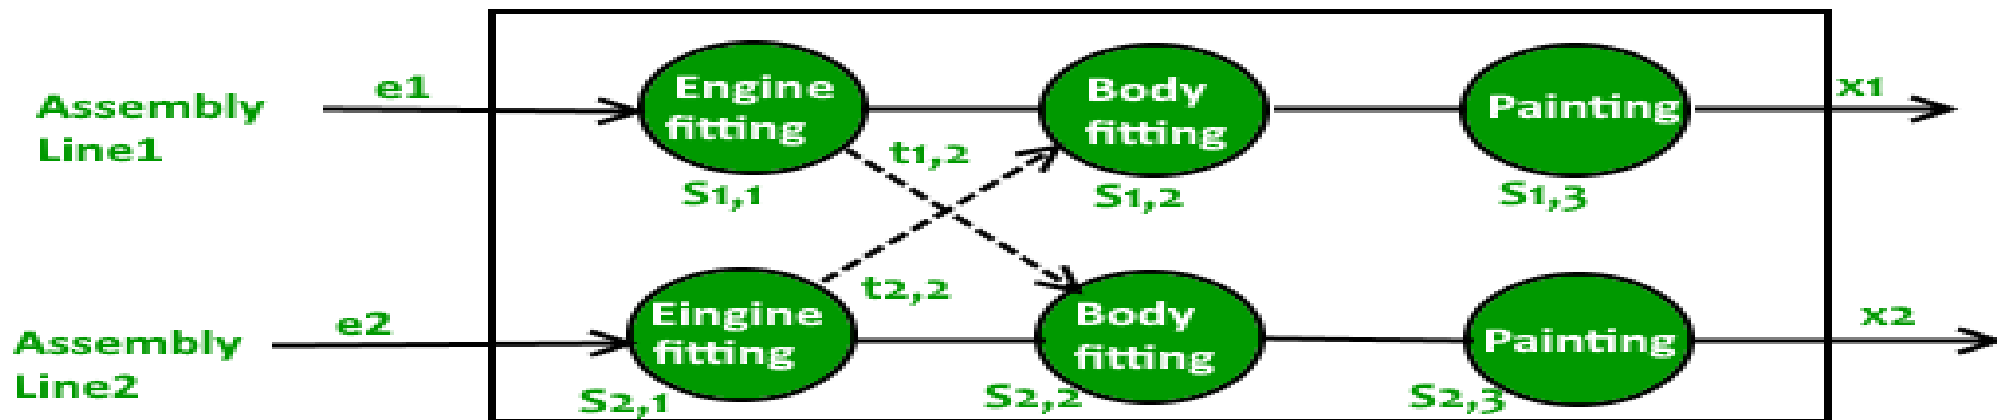 Assembly
Line1
e1
Engine
fitting
S1,1
t1,2
Body
fitting
S1,2
Painting
S1,3
x1
Assembly
Line2
e2
Eingine
fitting
S2,1
t2,2
Body
fitting
S2,2
Painting
S2,3
x2